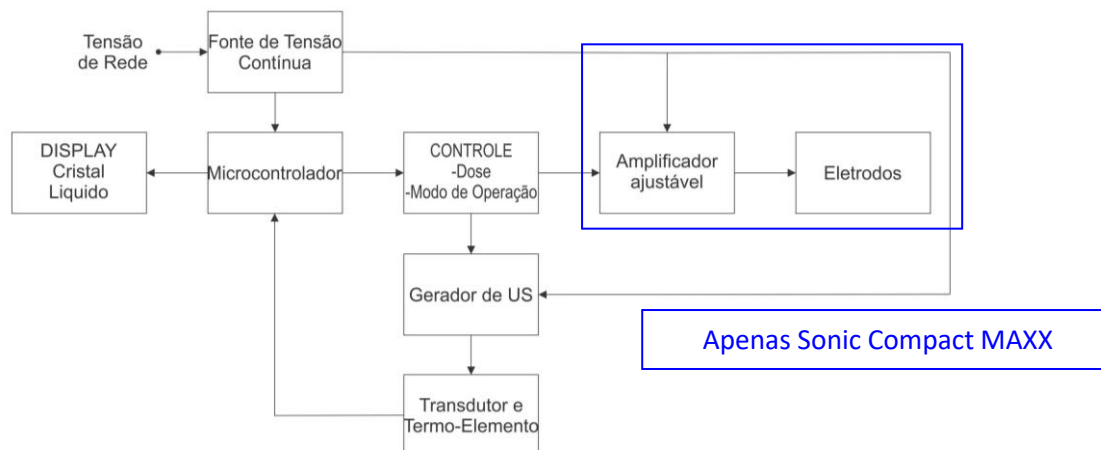 Tensão
de Rede
Fonte de Tensão
Contínua
DISPLAY
Cristal
Liquido
Microcontrolador
CONTROLE
-Dose
-Modo de Operação
Amplificador
ajustável
Eletrodos
Gerador de US
Apenas Sonic Compact MAXX
Transdutor e
Termo-Elemento